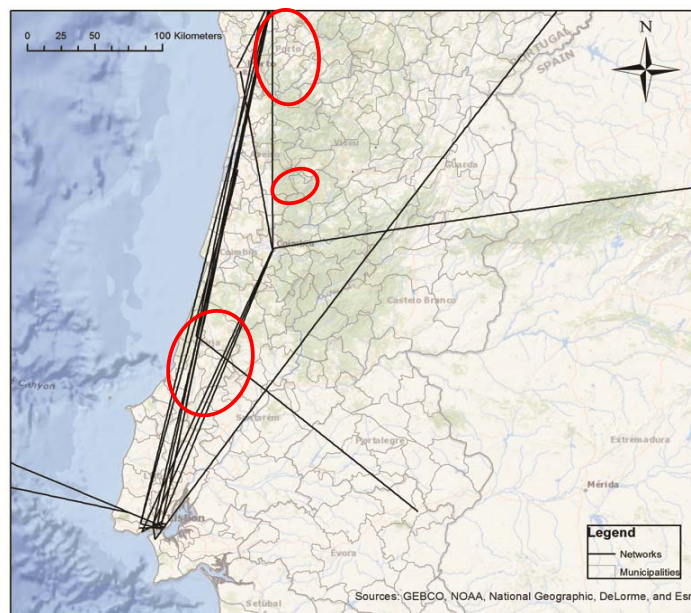 0 25 50 100 Kilometers
N
Porto
PORTUGAL
SPAIN
Viseu
Guarda
Coimbra
Castelo Branco
Canyon
Santarém
Portalegre
Extremadura
Mérida
Lisbon
Évora
Setúbal
Legend
Networks
Municipalities
Sources: GEBCO, NOAA, National Geographic, DeLorme, and Esri